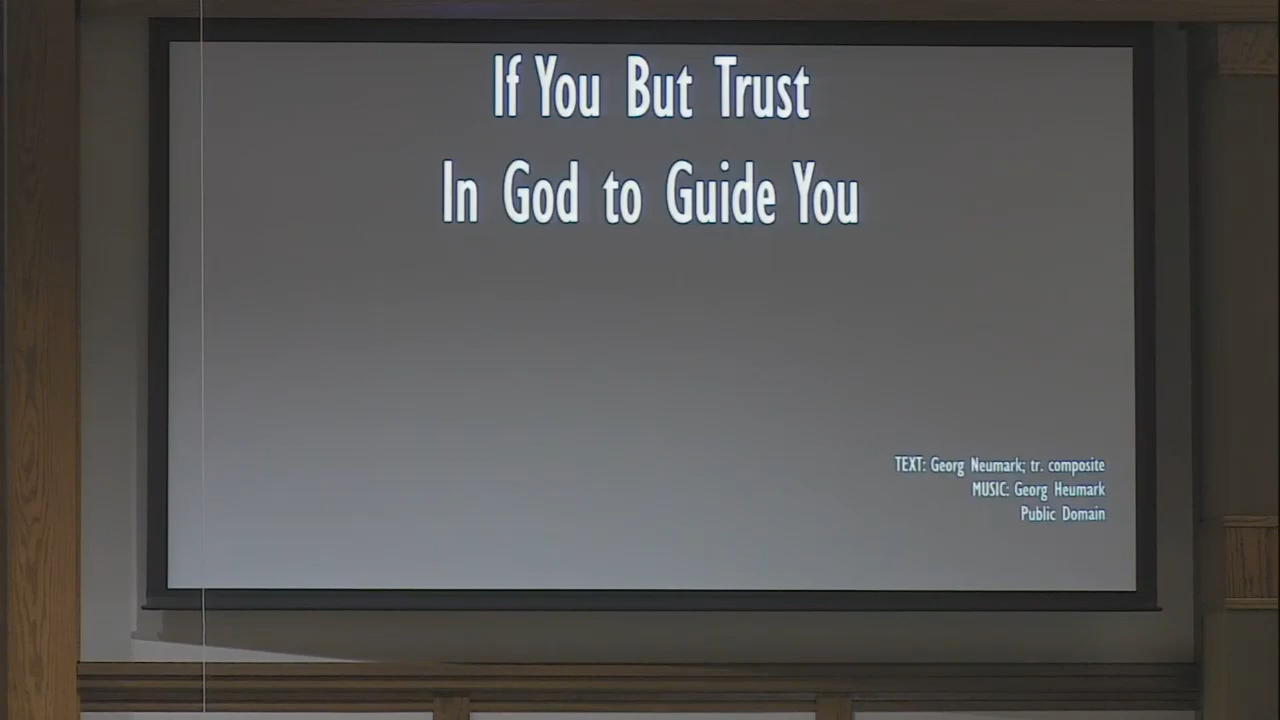 If You But Trust
In God to Guide You
TEXT: Georg Neumark; tr. composite
MUSIC: Georg Heumark
Public Domain